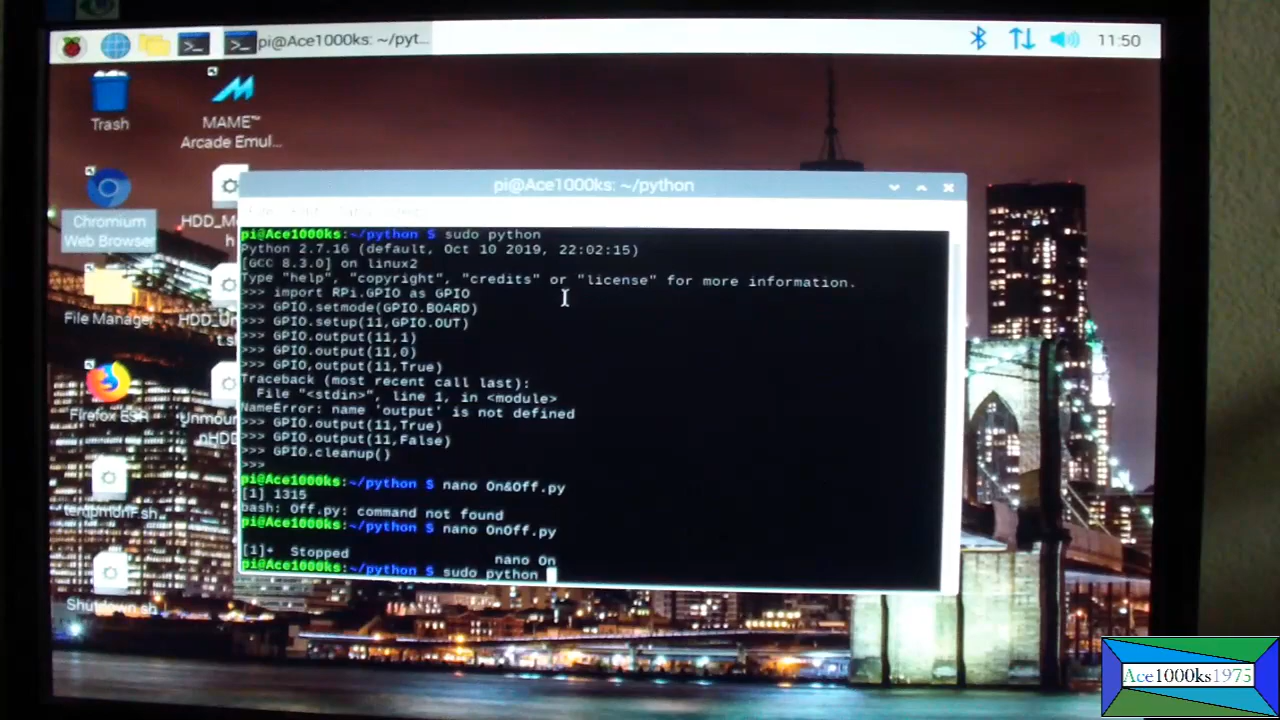 pi@Ace1000ks: ~/pyt...
11:50
Trash
MAME™
Arcade Emul...
Chromium
Web Browser
File Manager
Firefox ESR
tempmonF.sh
Shutdown.sh
pi@Ace1000ks: ~/python
pi@Ace1000ks:~/python $ sudo python
Python 2.7.16 (default, Oct 10 2019, 22:02:15)
[GCC 8.3.0] on linux2
Type "help", "copyright", "credits" or "license" for more information.
>>> import RPi.GPIO as GPIO
>>> GPIO.setmode(GPIO.BOARD)
>>> GPIO.setup(11,GPIO.OUT)
>>> GPIO.output(11,1)
>>> GPIO.output(11,0)
>>> GPIO,output(11,True)
Traceback (most recent call last):
File "<stdin>", line 1, in <module>
NameError: name 'output' is not defined
>>> GPIO.output(11,True)
>>> GPIO.output(11,False)
>>> GPIO.cleanup()
>>>
pi@Ace1000ks:~/python $ nano On&Off.py
[1] 1315
bash: Off.py: command not found
pi@Ace1000ks:~/python $ nano OnOff.py
[1]+ Stopped nano On
pi@Ace1000ks:~/python $ sudo python
Ace1000ks1975